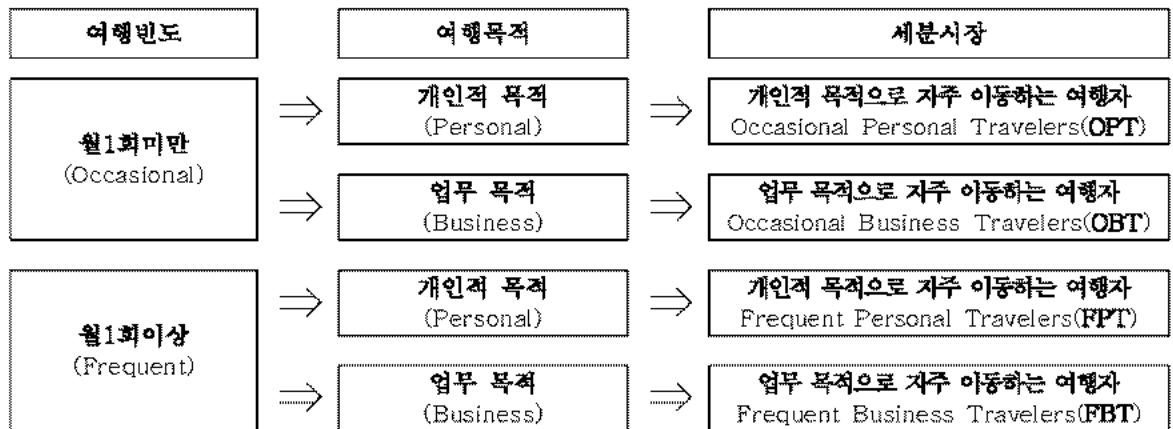 여행빈도
여행목적
세분시장
월1회미만
(Occasional)
개인적 목적
(Personal)
개인적 목적으로 자주 이동하는 여행자
Occasional Personal Travelers(OPT)
업무 목적
(Business)
업무 목적으로 자주 이동하는 여행자
Occasional Business Travelers(OBT)
월1회이상
(Frequent)
개인적 목적
(Personal)
개인적 목적으로 자주 이동하는 여행자
Frequent Personal Travelers(FPT)
업무 목적
(Business)
업무 목적으로 자주 이동하는 여행자
Frequent Business Travelers(FBT)